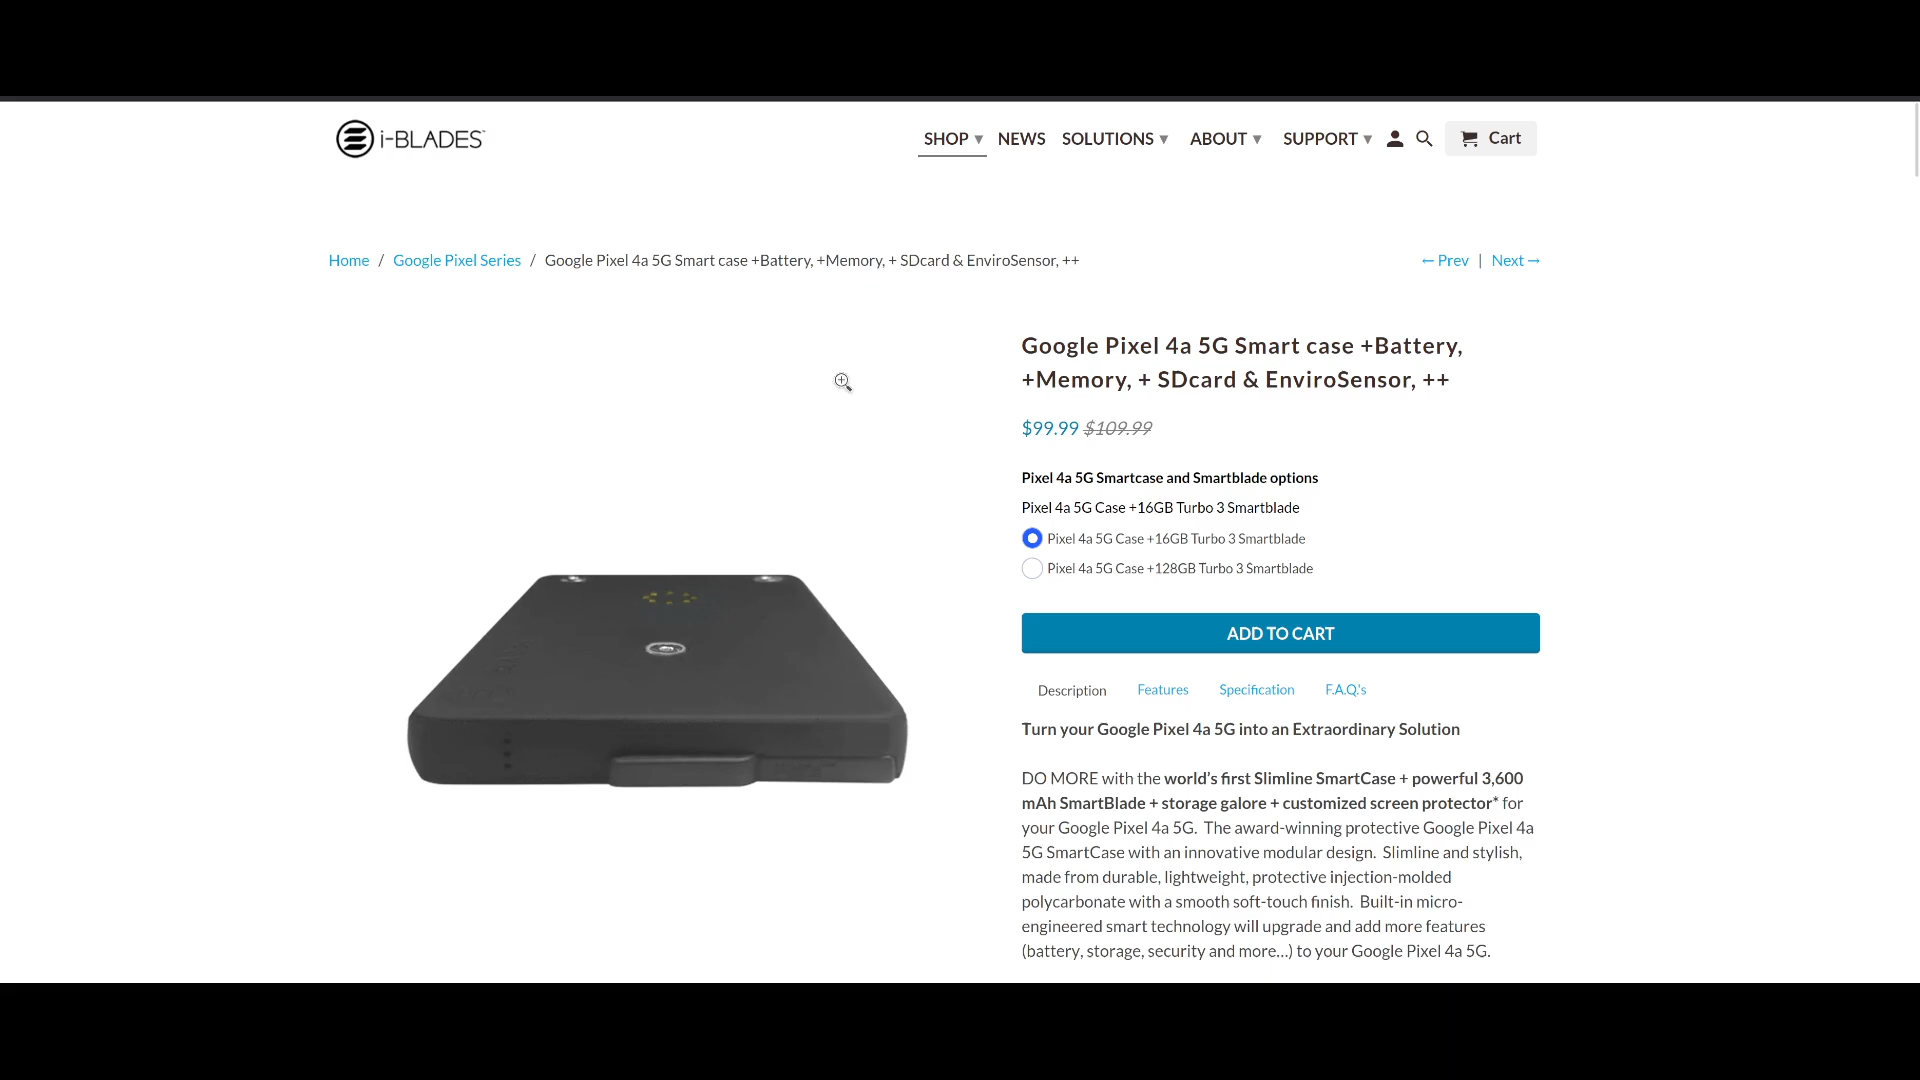 i-BLADES
SHOP ▾ NEWS SOLUTIONS ▾ ABOUT ▾ SUPPORT ▾ Cart
Home / Google Pixel Series / Google Pixel 4a 5G Smart case +Battery, +Memory, + SDcard & EnviroSensor, ++
← Prev | Next →
Google Pixel 4a 5G Smart case +Battery,
+Memory, + SDcard & EnviroSensor, ++
$99.99 $109.99
Pixel 4a 5G Smartcase and Smartblade options
Pixel 4a 5G Case +16GB Turbo 3 Smartblade
Pixel 4a 5G Case +16GB Turbo 3 Smartblade
Pixel 4a 5G Case +128GB Turbo 3 Smartblade
ADD TO CART
Description Features Specification F.A.Q.'s
Turn your Google Pixel 4a 5G into an Extraordinary Solution
DO MORE with the world's first Slimline SmartCase + powerful 3,600
mAh SmartBlade + storage galore + customized screen protector* for
your Google Pixel 4a 5G. The award-winning protective Google Pixel 4a
5G SmartCase with an innovative modular design. Slimline and stylish,
made from durable, lightweight, protective injection-molded
polycarbonate with a smooth soft-touch finish. Built-in micro-
engineered smart technology will upgrade and add more features
(battery, storage, security and more...) to your Google Pixel 4a 5G.